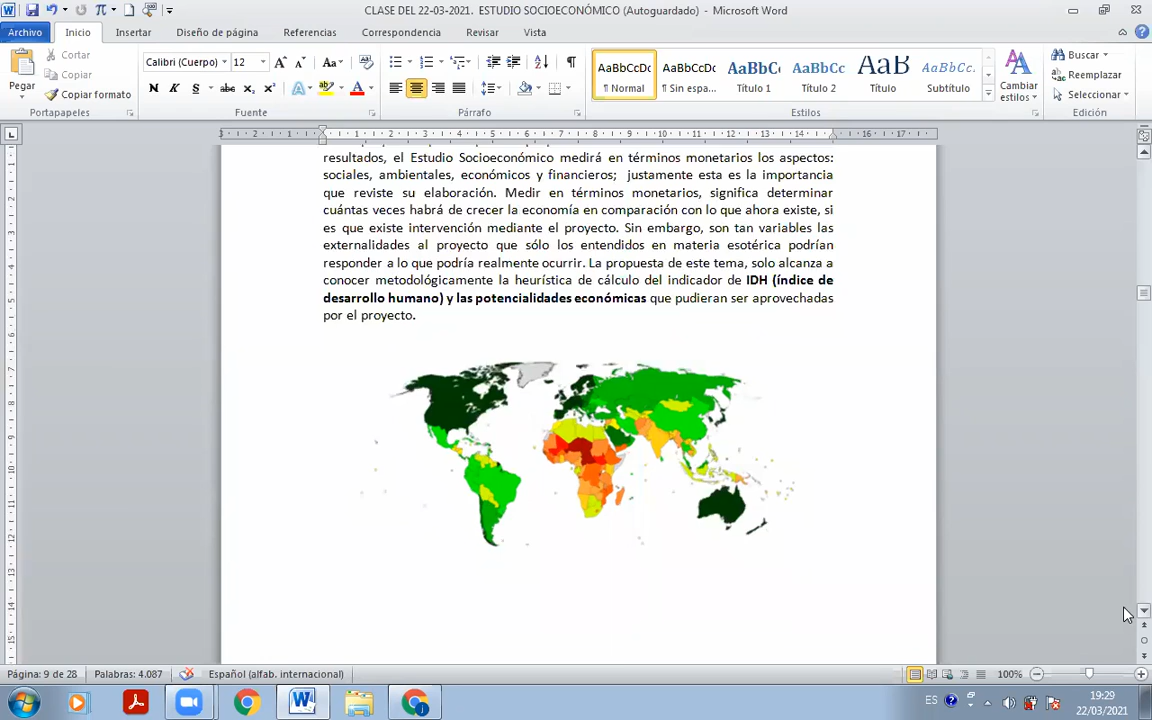 CLASE DEL 22-03-2021. ESTUDIO SOCIOECONÓMICO (Autoguardado) - Microsoft Word
Archivo Inicio Insertar Diseño de página Referencias Correspondencia Revisar Vista
Pegar
Cortar
Copiar
Copiar formato
Portapapeles
Calibri (Cuerpo) 12
N K S abc x₂ x²
Fuente
Párrafo
AaBbCcDc
¶ Normal
AaBbCcDc
¶ Sin espa...
AaBbC
Título 1
AaBbCc
Título 2
AaB
Título
AaBbCc.
Subtítulo
Cambiar estilos
Estilos
Buscar
Reemplazar
Seleccionar
Edición
resultados, el Estudio Socioeconómico medirá en términos monetarios los aspectos:
sociales, ambientales, económicos y financieros; justamente esta es la importancia
que reviste su elaboración. Medir en términos monetarios, significa determinar
cuántas veces habrá de crecer la economía en comparación con lo que ahora existe, si
es que existe intervención mediante el proyecto. Sin embargo, son tan variables las
externalidades al proyecto que sólo los entendidos en materia esotérica podrían
responder a lo que podría realmente ocurrir. La propuesta de este tema, solo alcanza a
conocer metodológicamente la heurística de cálculo del indicador de IDH (índice de
desarrollo humano) y las potencialidades económicas que pudieran ser aprovechadas
por el proyecto.
Página: 9 de 28 Palabras: 4.087 Español (alfab. internacional) 100%
ES 19:29
22/03/2021